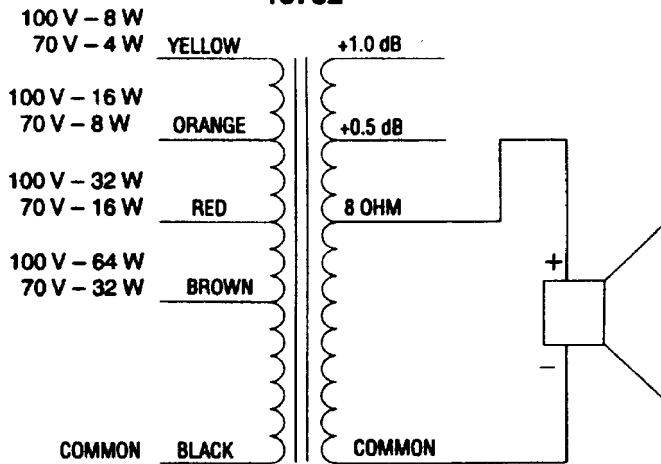 100 V – 8 W
70 V – 4 W YELLOW +1.0 dB
100 V – 16 W
70 V – 8 W ORANGE +0.5 dB
100 V – 32 W
70 V – 16 W RED 8 OHM
100 V – 64 W
70 V – 32 W BROWN
+
–
COMMON BLACK COMMON